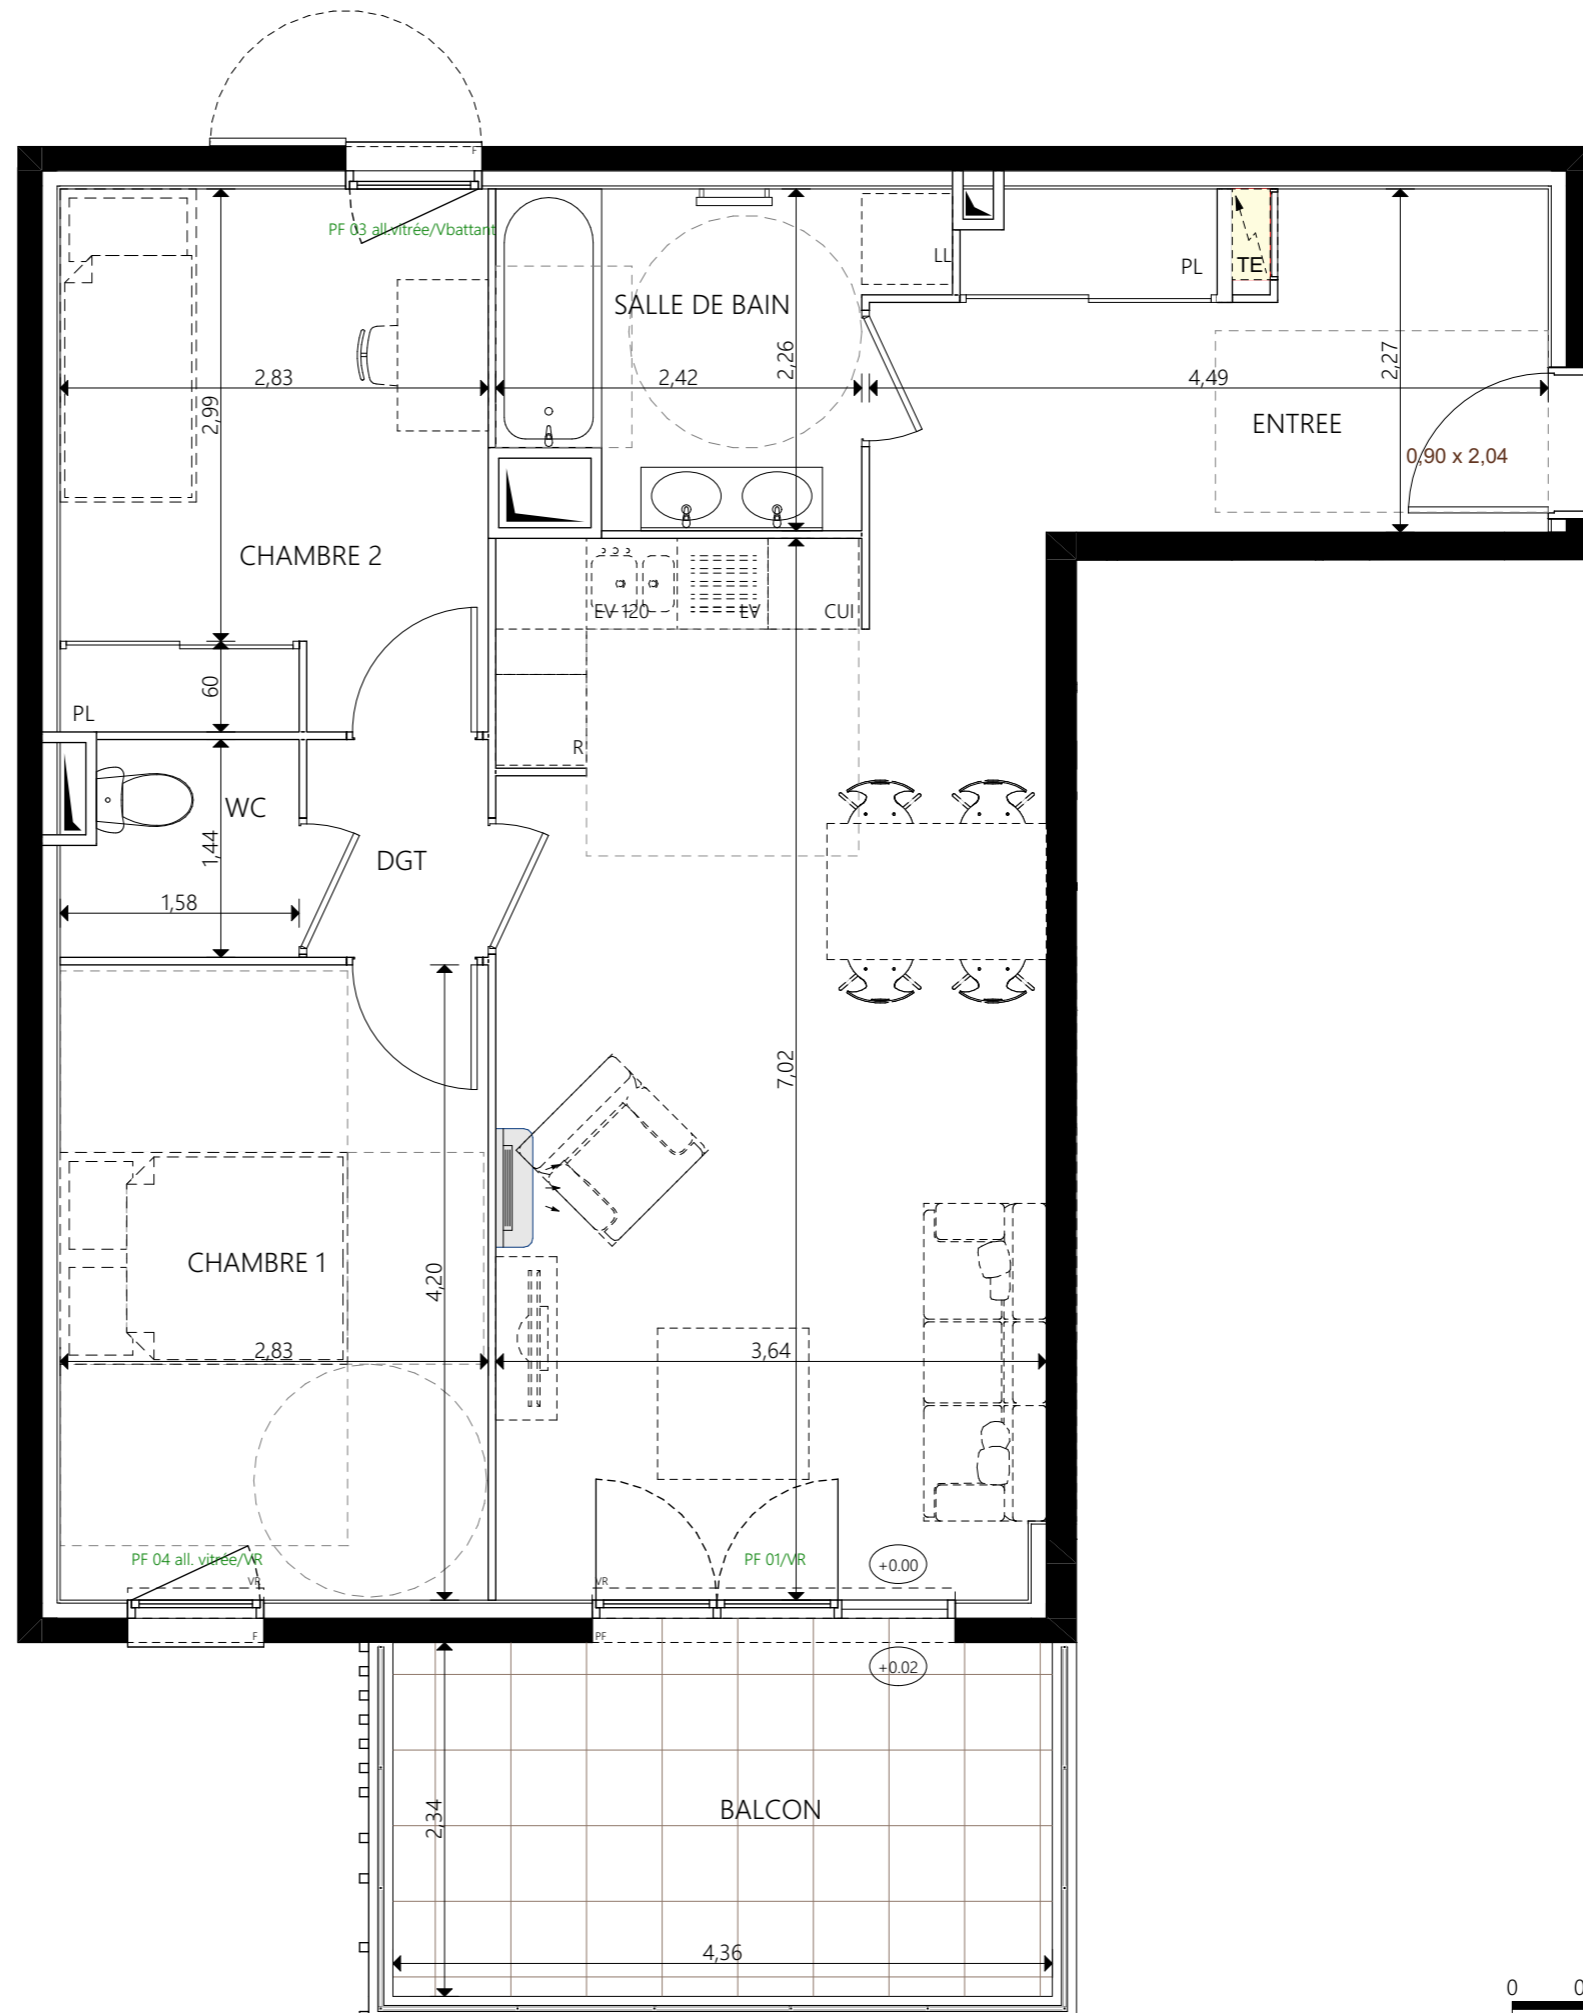 F
PF 03 all.vitrée/Vbattant
LL
PL
TE
SALLE DE BAIN
2,83
2,99
2,42
2,26
4,49
2,27
ENTREE
0,90 x 2,04
CHAMBRE 2
EV 120
LV
CUI
60
PL
R
WC
1,44
DGT
1,58
7,02
CHAMBRE 1
4,20
2,83
3,64
PF 04 all. vitrée/VR
VR
PF 01/VR
VR
+0.00
F
PF
+0.02
2,34
BALCON
4,36
0
0